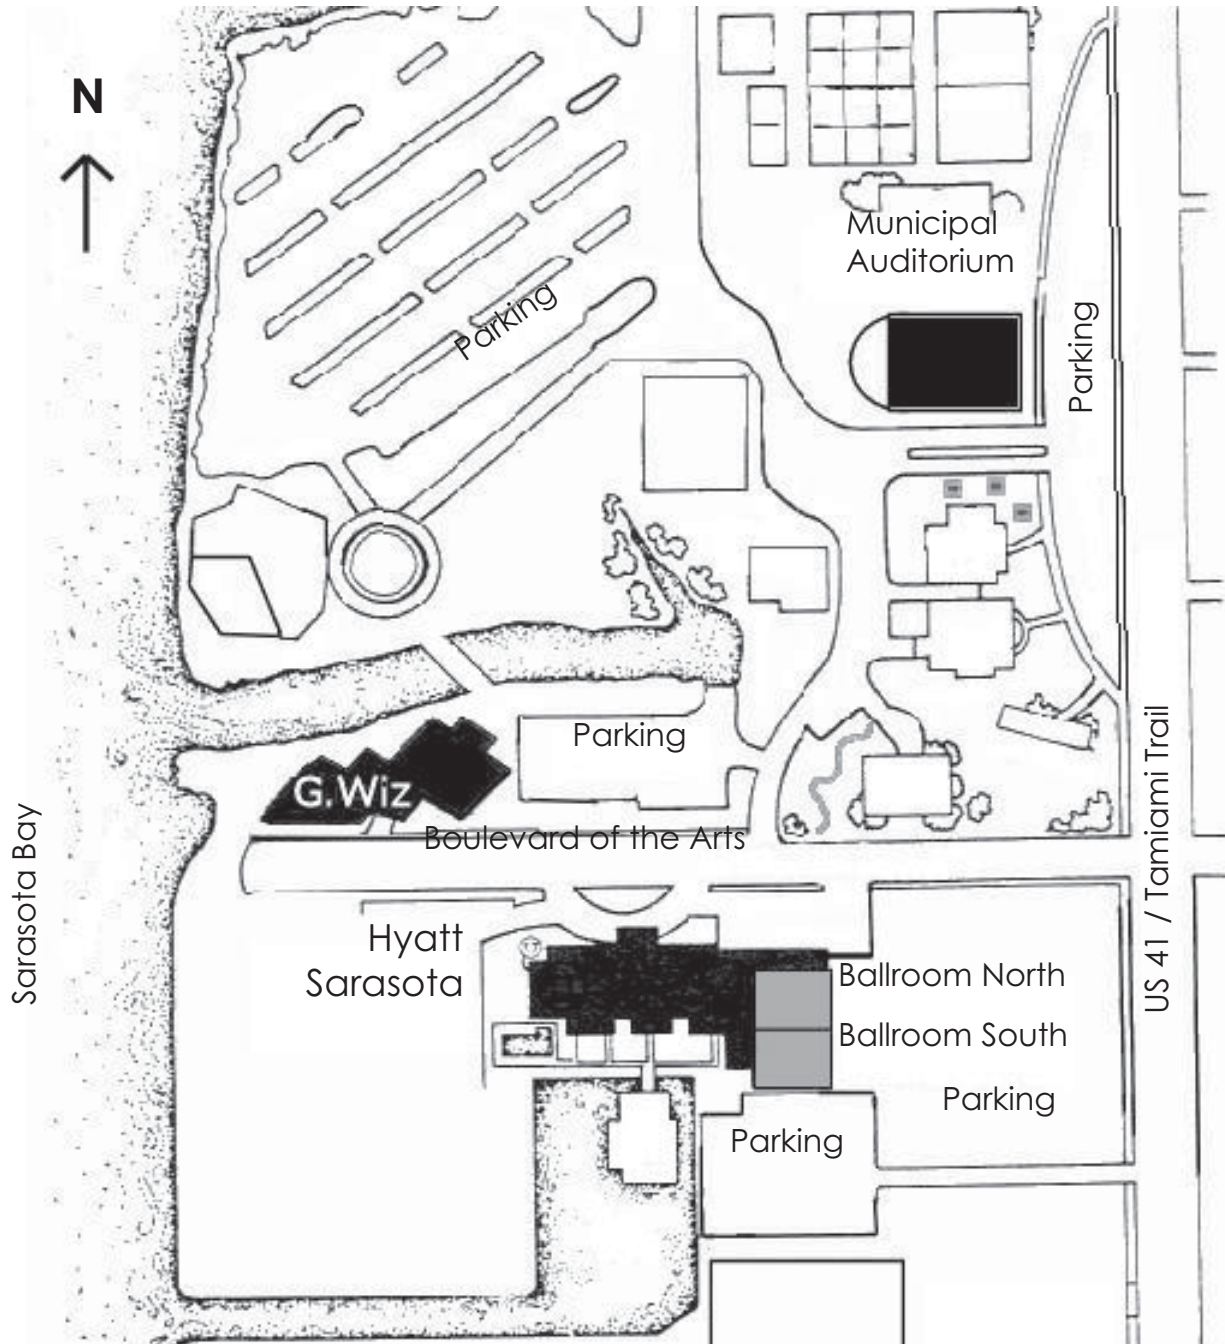 N
Municipal
Auditorium
Parking
Parking
Parking
G.Wiz
Boulevard of the Arts
Sarasota Bay
US 41 / Tamiami Trail
Hyatt
Sarasota
Ballroom North
Ballroom South
Parking
Parking